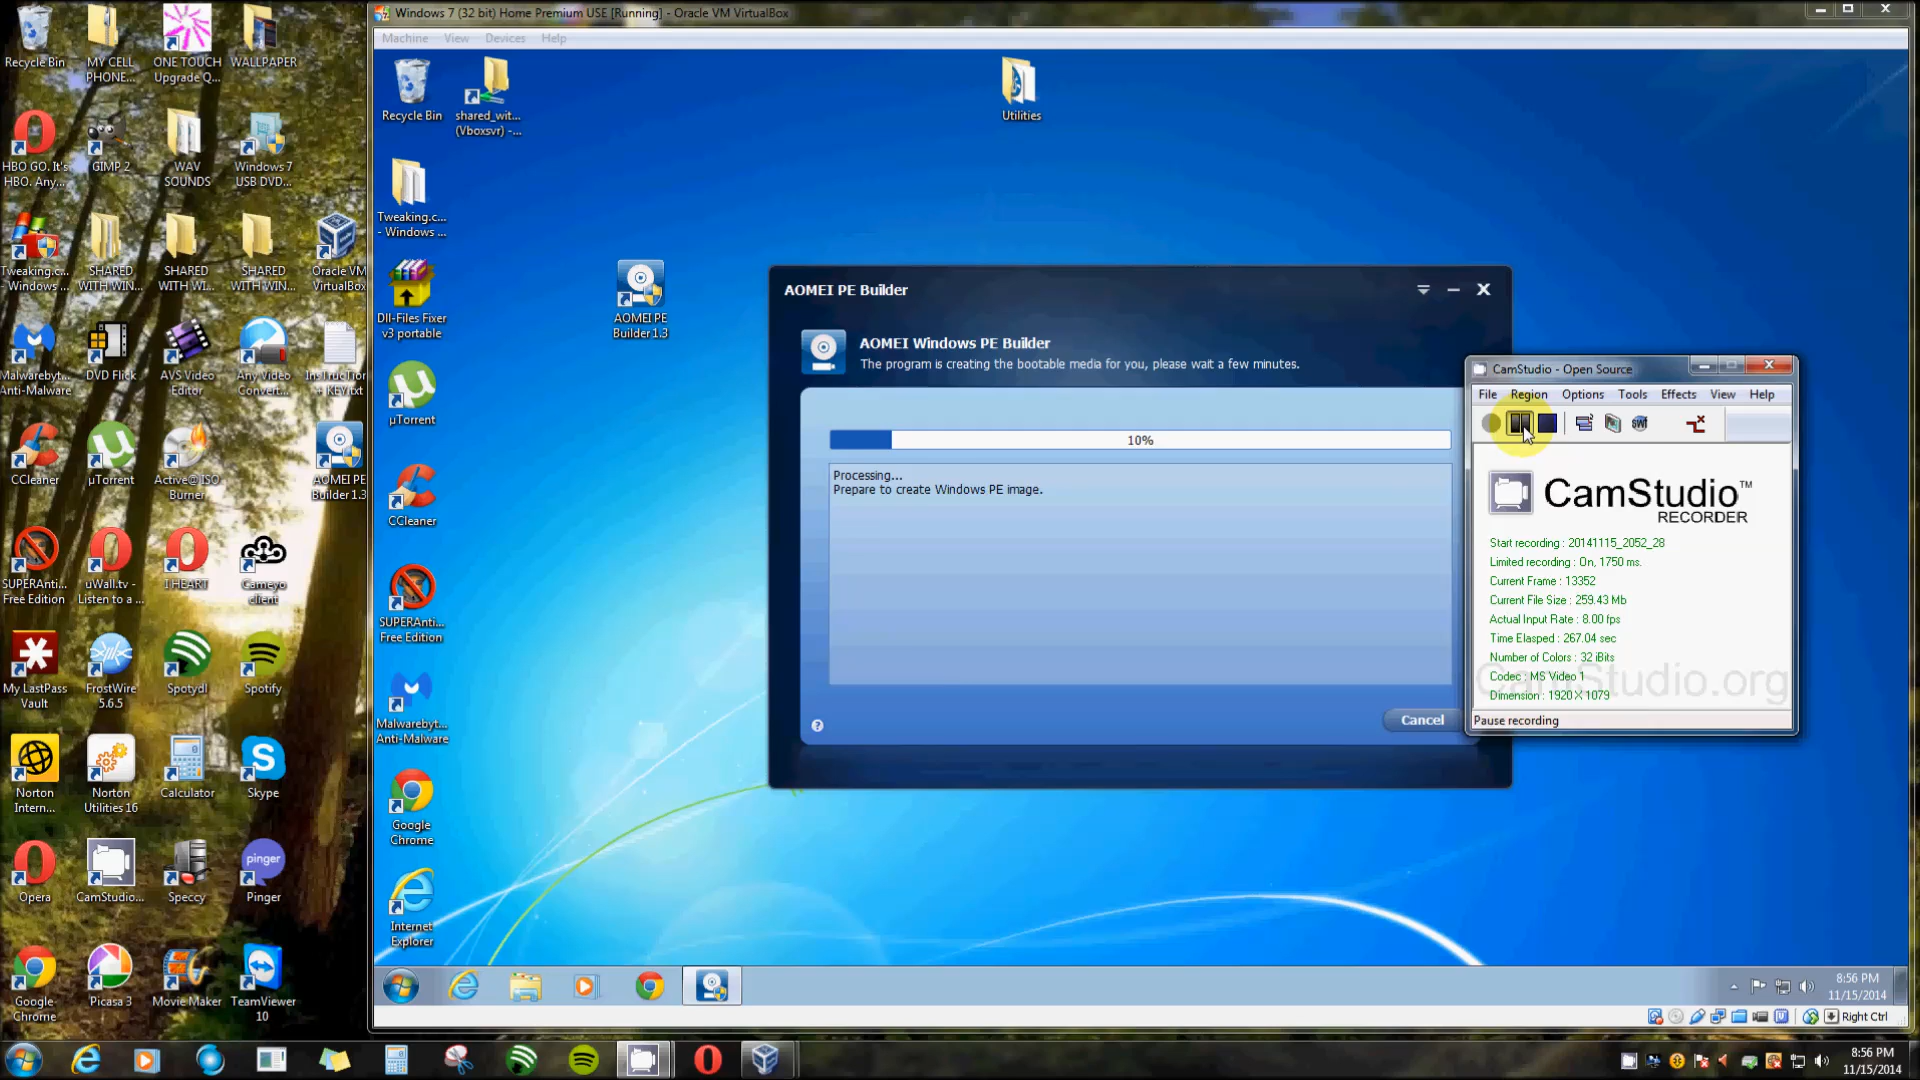 Recycle Bin
MY CELL PHONE...
ONE TOUCH Upgrade Q...
WALLPAPER
HBO GO. It's HBO. Any...
GIMP 2
WAV SOUNDS
Windows 7 USB DVD...
Tweaking.c... - Windows ...
SHARED WITH WIN...
SHARED WITH WI...
SHARED WITH WIN...
Oracle VM VirtualBox
Malwarebyt... Anti-Malware
DVD Flick
AVS Video Editor
Any Video Convert...
InsTrucTion + KEY.txt
CCleaner
µTorrent
Active@ ISO Burner
AOMEI PE Builder 1.3
SUPERAnti... Free Edition
uWall.tv - Listen to a ...
I HEART
Cameyo client
My LastPass Vault
FrostWire 5.6.5
Spotydl
Spotify
Norton Intern...
Norton Utilities 16
Calculator
Skype
Opera
CamStudio...
Speccy
pinger
Pinger
Google Chrome
Picasa 3
Movie Maker
TeamViewer 10
Windows 7 (32 bit) Home Premium USE [Running] - Oracle VM VirtualBox
Machine View Devices Help
Recycle Bin
shared_wit... (Vboxsvr) -...
Utilities
Tweaking.c... - Windows ...
Dll-Files Fixer v3 portable
AOMEI PE Builder 1.3
µTorrent
CCleaner
SUPERAnti... Free Edition
Malwarebyt... Anti-Malware
Google Chrome
Internet Explorer
AOMEI PE Builder
AOMEI Windows PE Builder
The program is creating the bootable media for you, please wait a few minutes.
10%
Processing...
Prepare to create Windows PE image.
Cancel
CamStudio - Open Source
File Region Options Tools Effects View Help
CamStudio™
RECORDER
Start recording : 20141115_2052_28
Limited recording : On, 1750 ms.
Current Frame : 13352
Current File Size : 259.43 Mb
Actual Input Rate : 8.00 fps
Time Elasped : 267.04 sec
Number of Colors : 32 iBits
Codec : MS Video 1
Dimension : 1920 X 1079
CamStudio.org
Pause recording
8:56 PM
11/15/2014
Right Ctrl
8:56 PM
11/15/2014